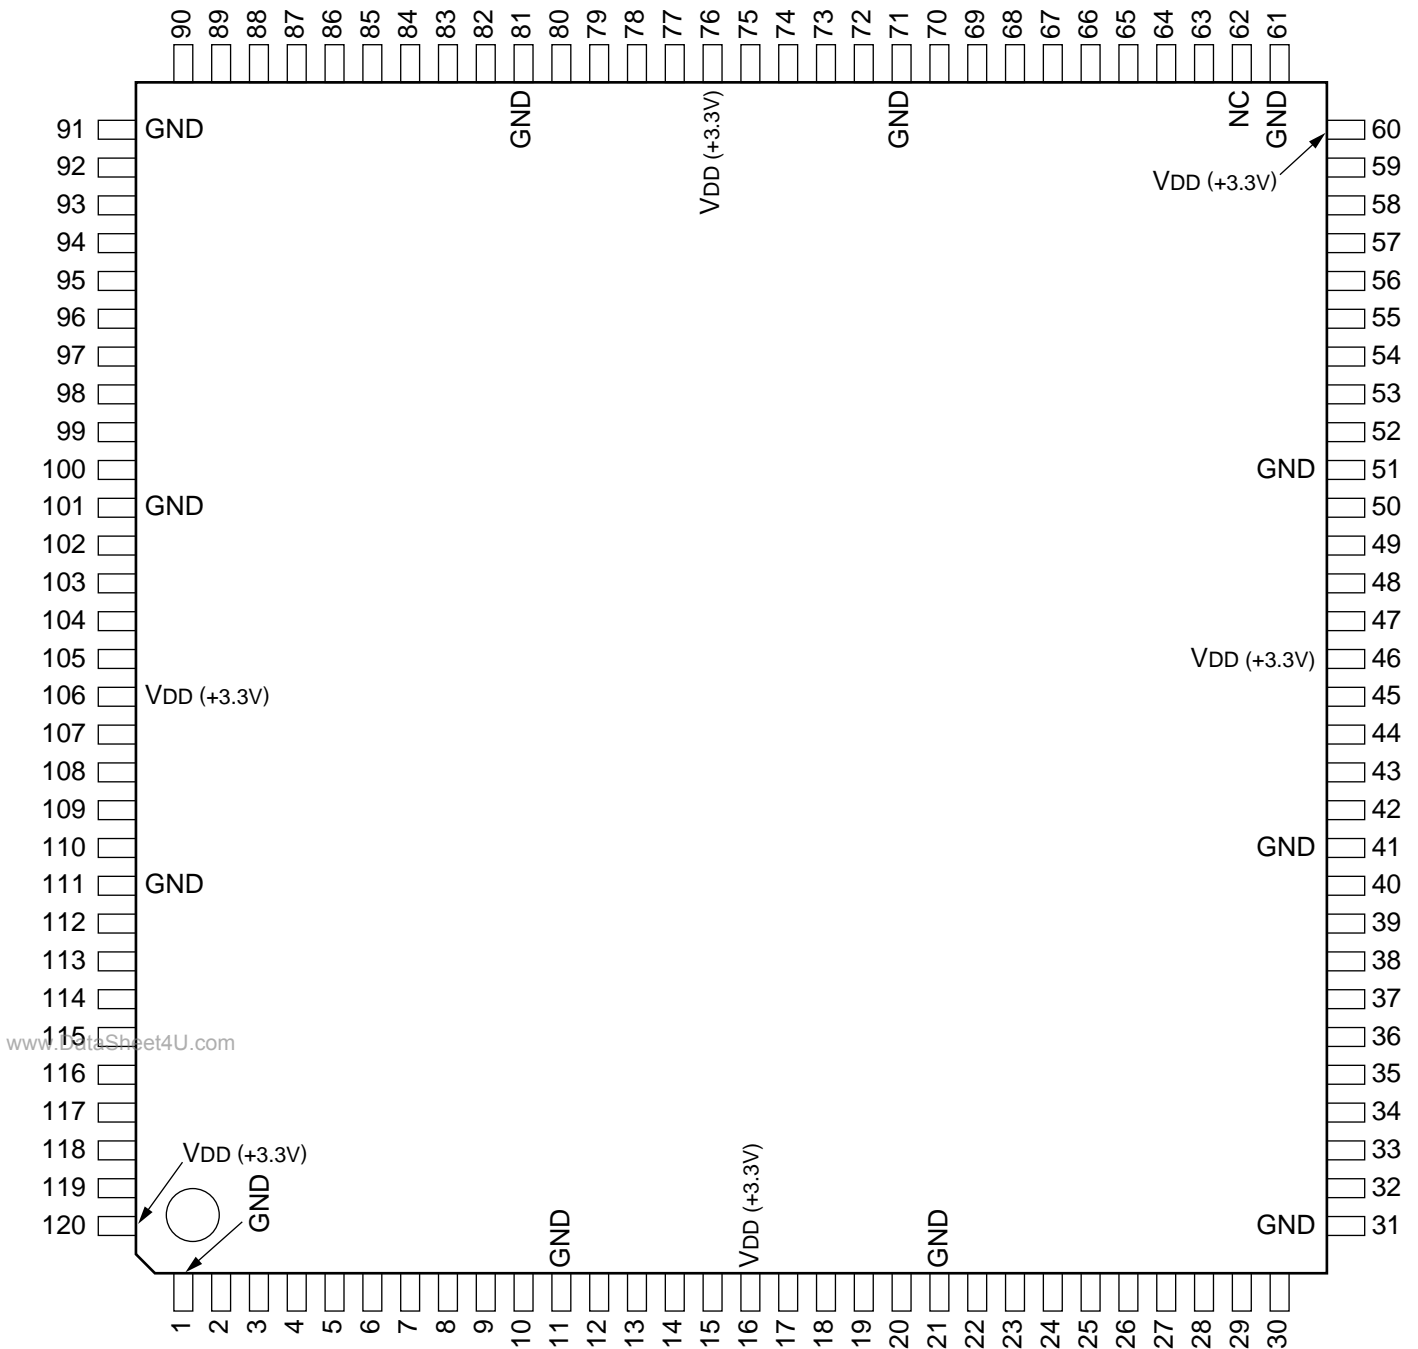 90 89 88 87 86 85 84 83 82 81 80 79 78 77 76 75 74 73 72 71 70 69 68 67 66 65 64 63 62 61
GND
VDD (+3.3V)
GND
NC
GND
91 GND
60
VDD (+3.3V)
92
59
93
58
94
57
95
56
96
55
97
54
98
53
99
52
100
GND 51
101 GND
50
102
49
103
48
104
47
105
VDD (+3.3V) 46
106 VDD (+3.3V)
45
107
44
108
43
109
42
110
GND 41
111 GND
40
112
39
113
38
114
37
115
36
www.DataSheet4U.com
116
35
117
34
118
33
VDD (+3.3V)
119
32
120
GND
GND
VDD (+3.3V)
GND
GND 31
1 2 3 4 5 6 7 8 9 10 11 12 13 14 15 16 17 18 19 20 21 22 23 24 25 26 27 28 29 30